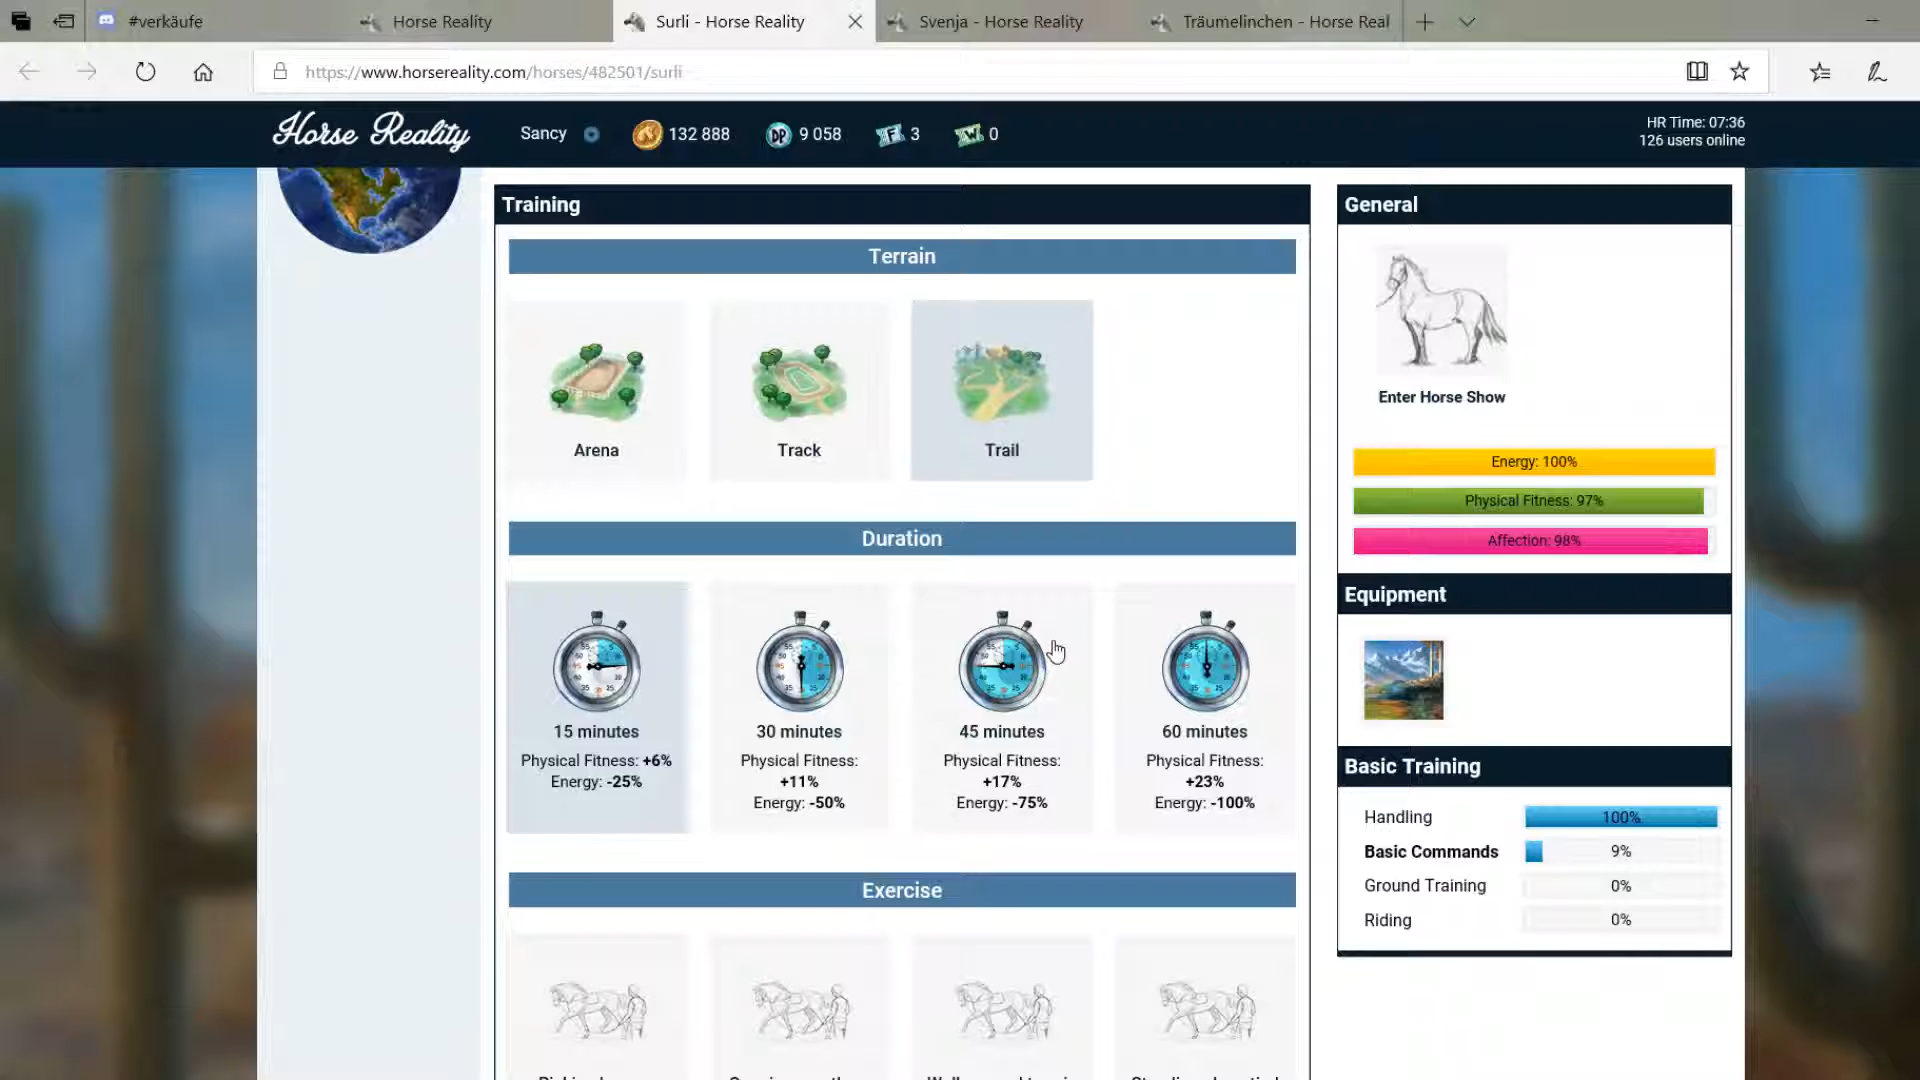 #verkäufe
Horse Reality
Surli - Horse Reality
Svenja - Horse Reality
Träumelinchen - Horse Real
https://www.horsereality.com/horses/482501/surli
Horse Reality
Sancy
132 888
DP
9 058
3
0
HR Time: 07:36
126 users online
Training
General
Terrain
Arena
Track
Trail
Enter Horse Show
Energy: 100%
Physical Fitness: 97%
Affection: 98%
Duration
15 minutes
Physical Fitness: +6%
Energy: -25%
30 minutes
Physical Fitness:
+11%
Energy: -50%
45 minutes
Physical Fitness:
+17%
Energy: -75%
60 minutes
Physical Fitness:
+23%
Energy: -100%
Equipment
Basic Training
Handling
100%
Basic Commands
9%
Ground Training
0%
Riding
0%
Exercise